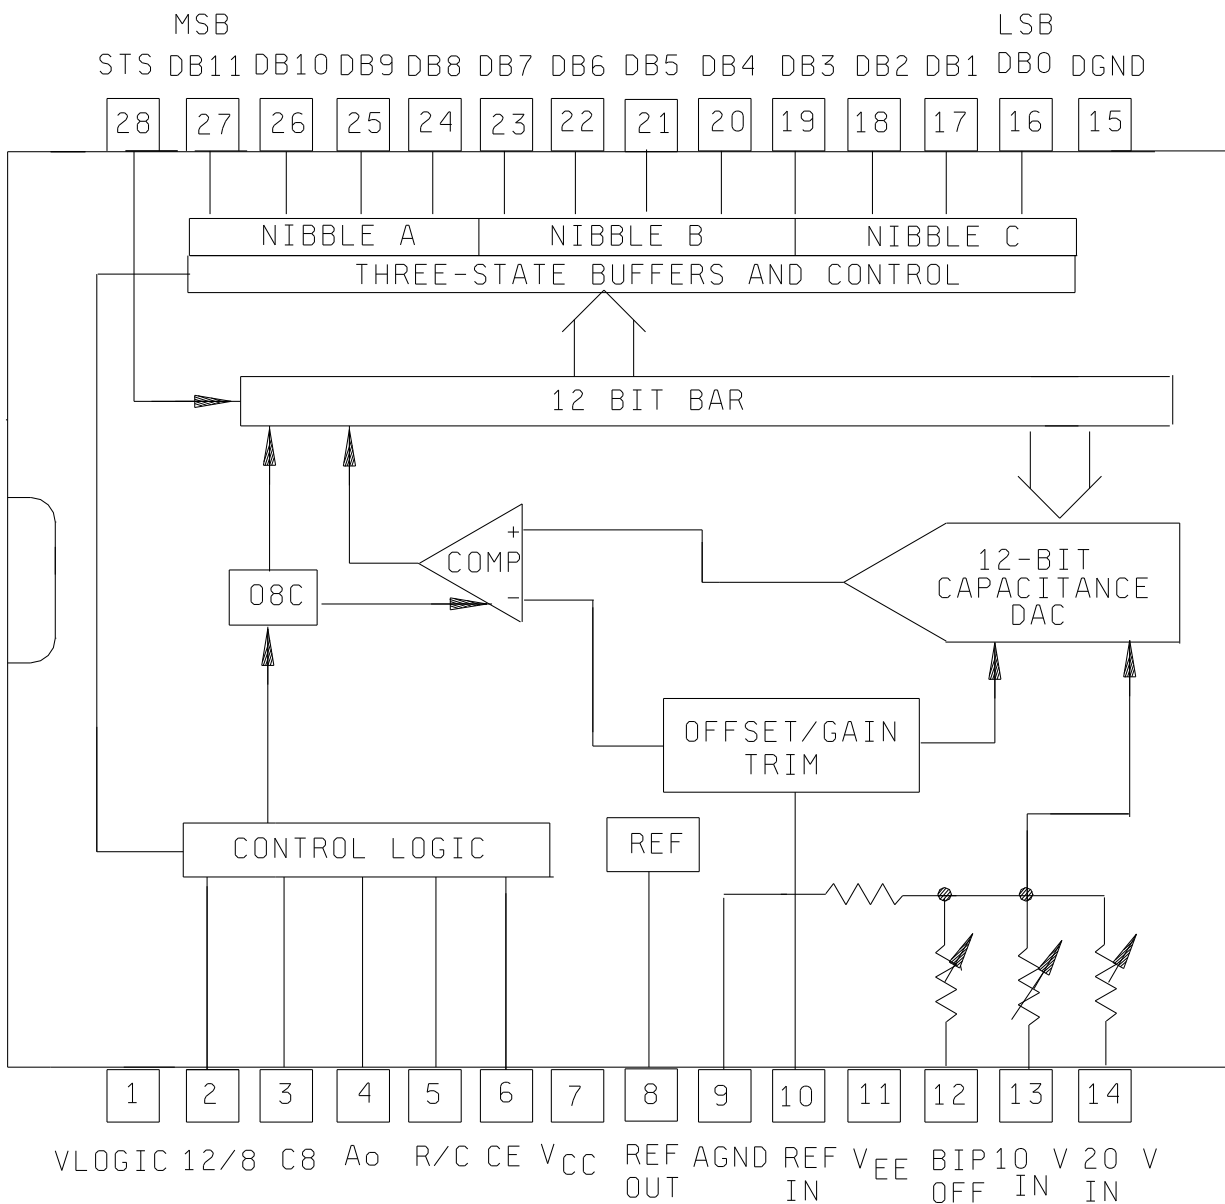 MSB LSB
STS DB11 DB10 DB9 DB8 DB7 DB6 DB5 DB4 DB3 DB2 DB1 DB0 DGND
28 27 26 25 24 23 22 21 20 19 18 17 16 15
NIBBLE A NIBBLE B NIBBLE C
THREE-STATE BUFFERS AND CONTROL
12 BIT BAR
+
COMP
−
12-BIT
CAPACITANCE
DAC
O8C
OFFSET/GAIN
TRIM
CONTROL LOGIC
REF
1 2 3 4 5 6 7 8 9 10 11 12 13 14
VLOGIC 12/8 C8 Ao R/C CE VCC REF AGND REF VEE BIP 10 V 20 V
OUT IN OFF IN IN